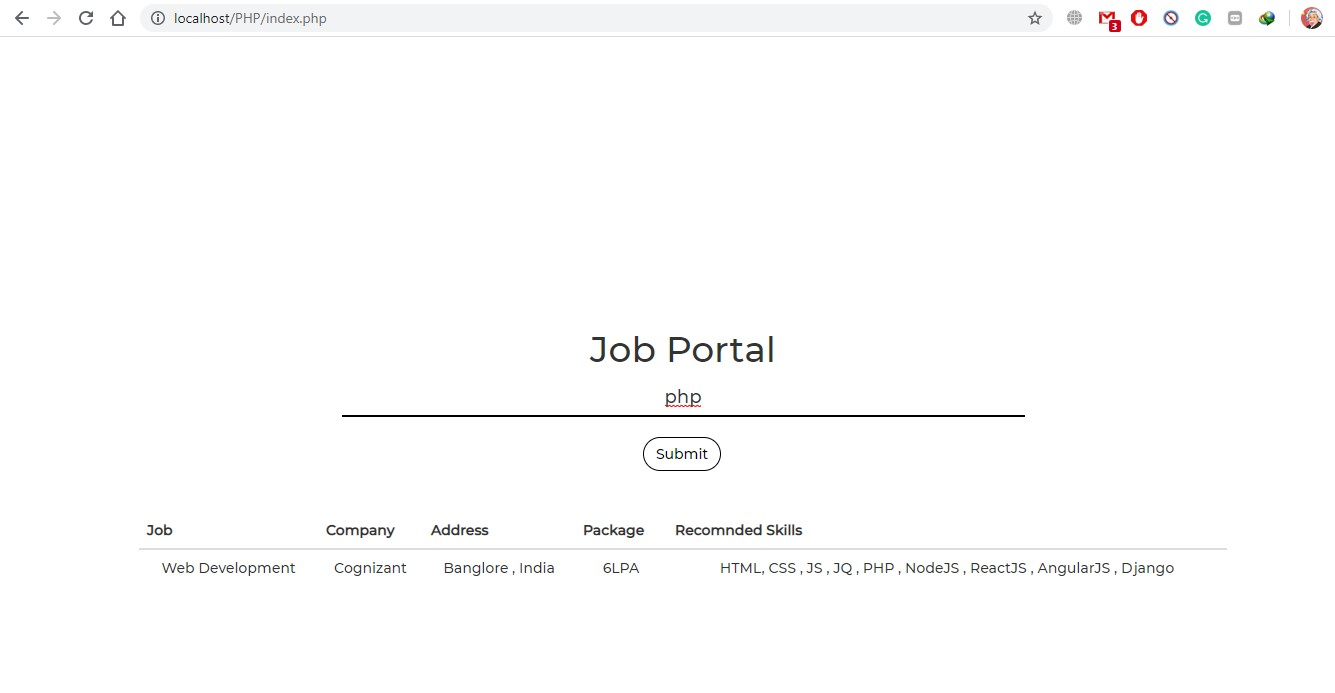 localhost/PHP/index.php
3
Job Portal
php
Submit
Job Company Address Package Recomnded Skills
Web Development Cognizant Banglore , India 6LPA HTML, CSS , JS , JQ , PHP , NodeJS , ReactJS , AngularJS , Django